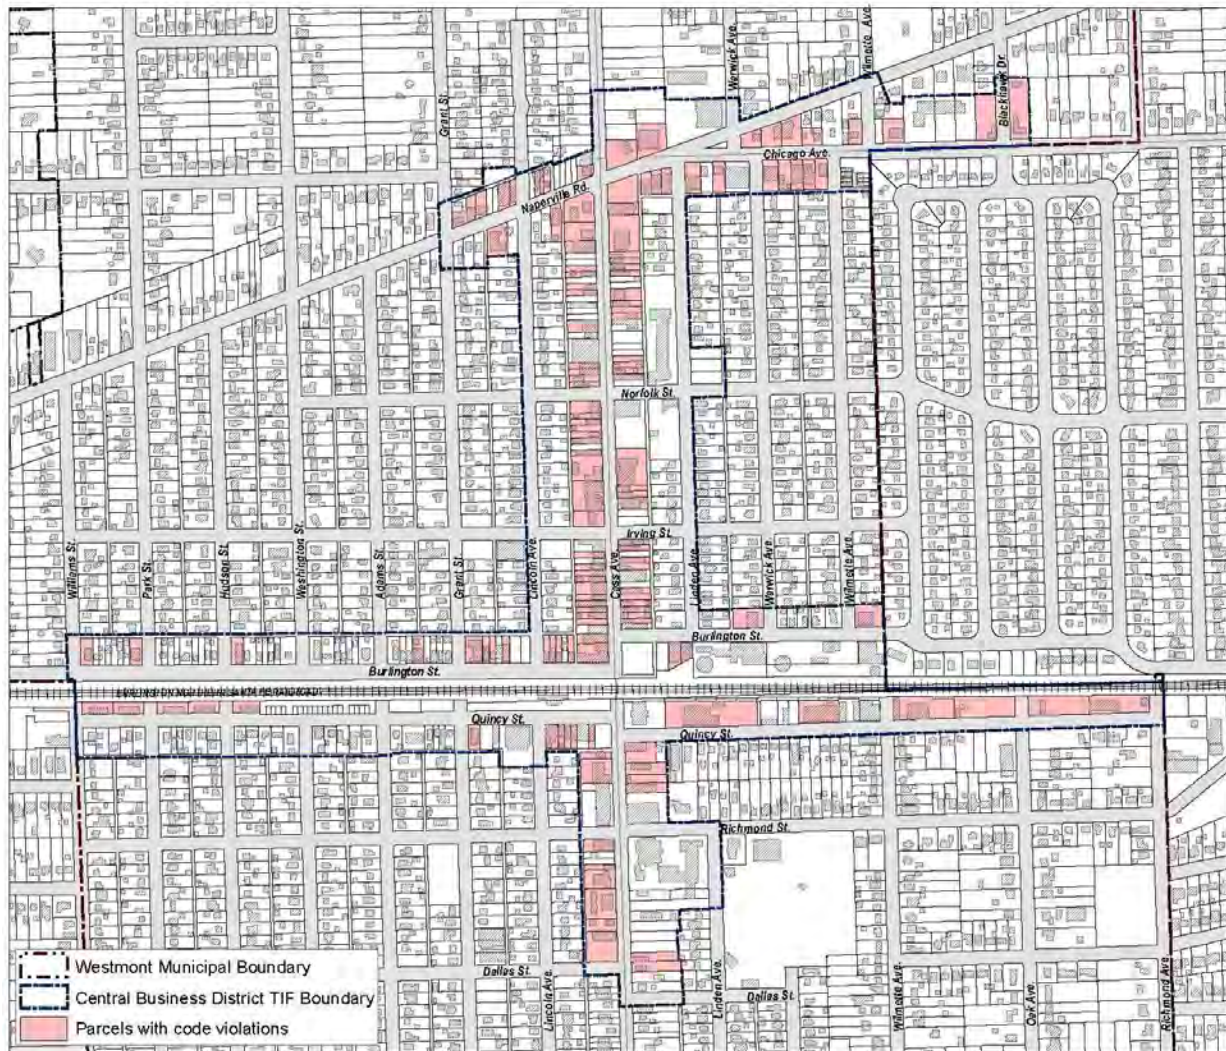 Warwick Ave.
Wilmette Ave.
Blackhawk Dr.
Grant St.
Chicago Ave.
Naperville Rd.
Norfolk St.
Irving St.
Williams St.
Park St.
Hudson St.
Washington St.
Adams St.
Grant St.
Lincoln Ave.
Cass Ave.
Linden Ave.
Warwick Ave.
Wilmette Ave.
Burlington St.
Burlington St.
Quincy St.
Quincy St.
Richmond St.
Dallas St.
Lincoln Ave.
Linden Ave.
Dallas St.
Wilmette Ave.
Oak Ave.
Richmond Ave.
Westmont Municipal Boundary
Central Business District TIF Boundary
Parcels with code violations